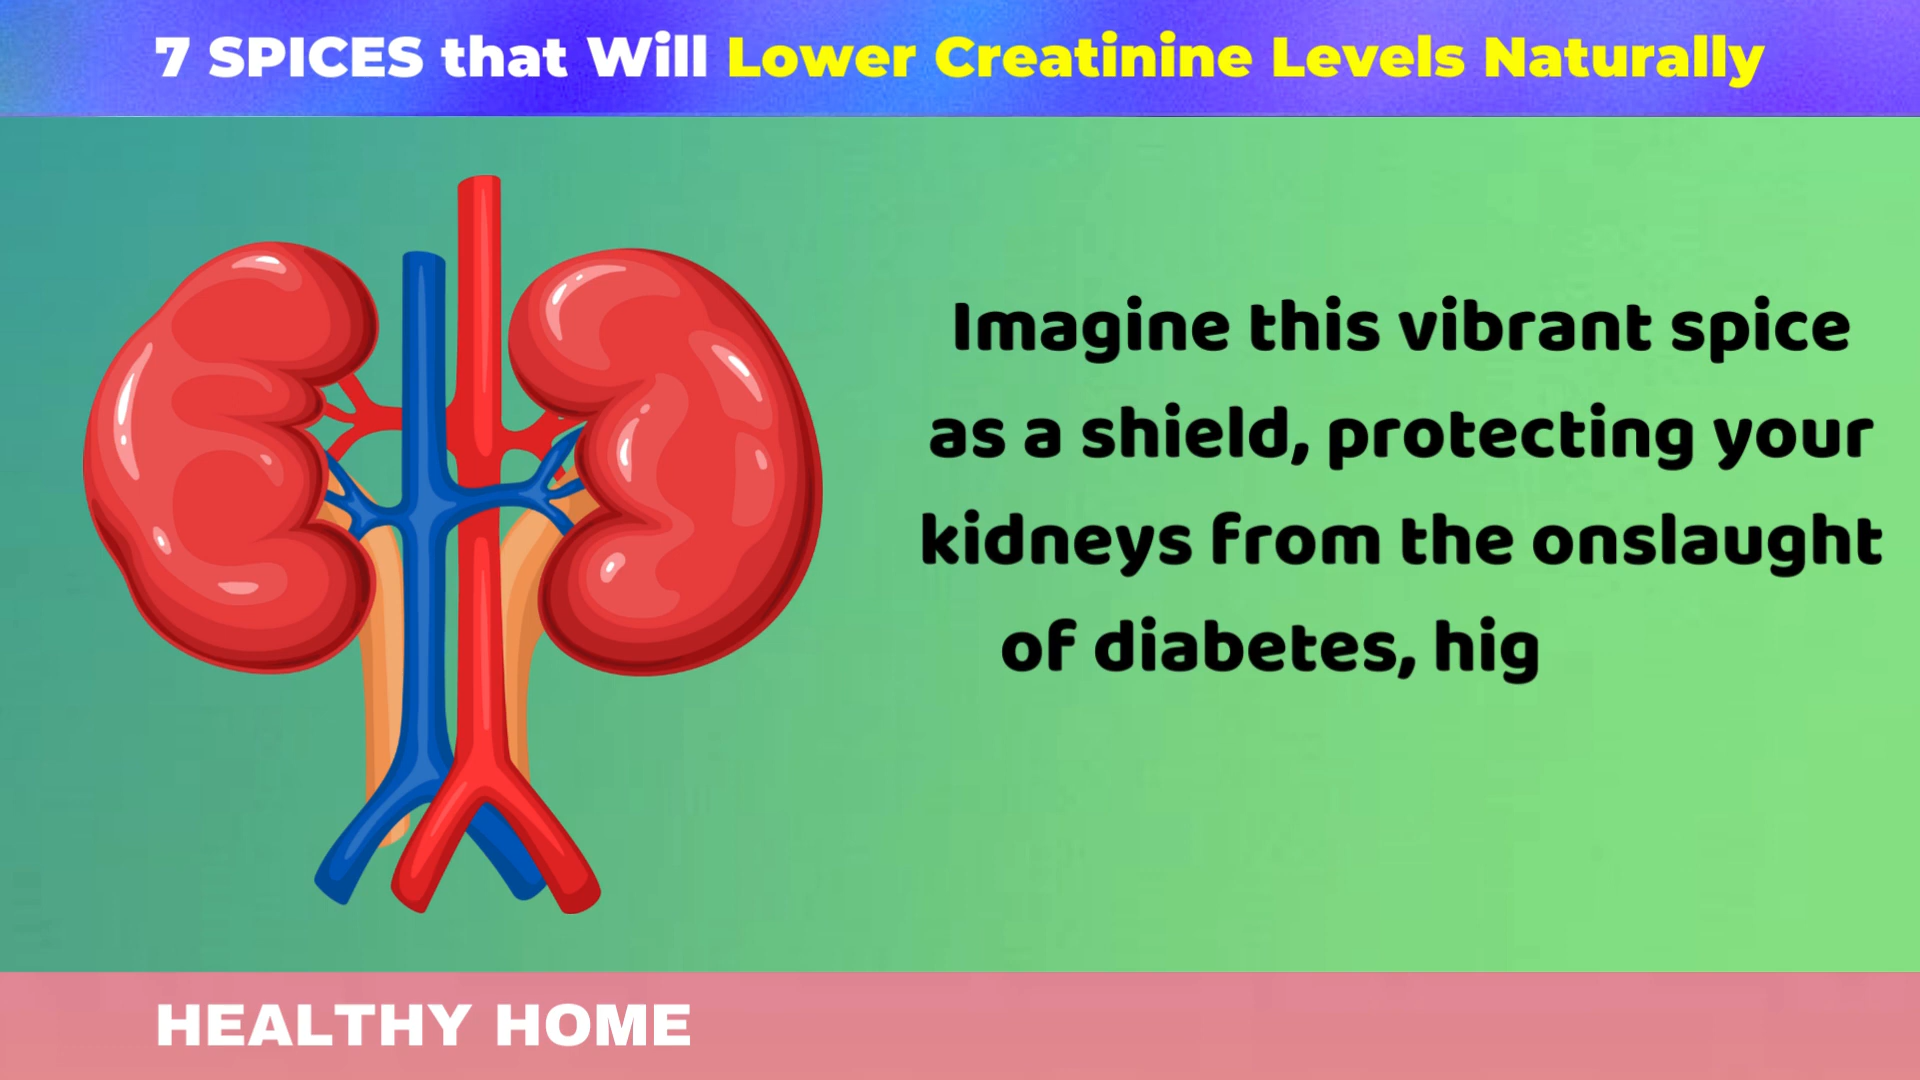 7 SPICES that Will Lower Creatinine Levels Naturally
Imagine this vibrant spice
as a shield, protecting your
kidneys from the onslaught
of diabetes, hig
HEALTHY HOME